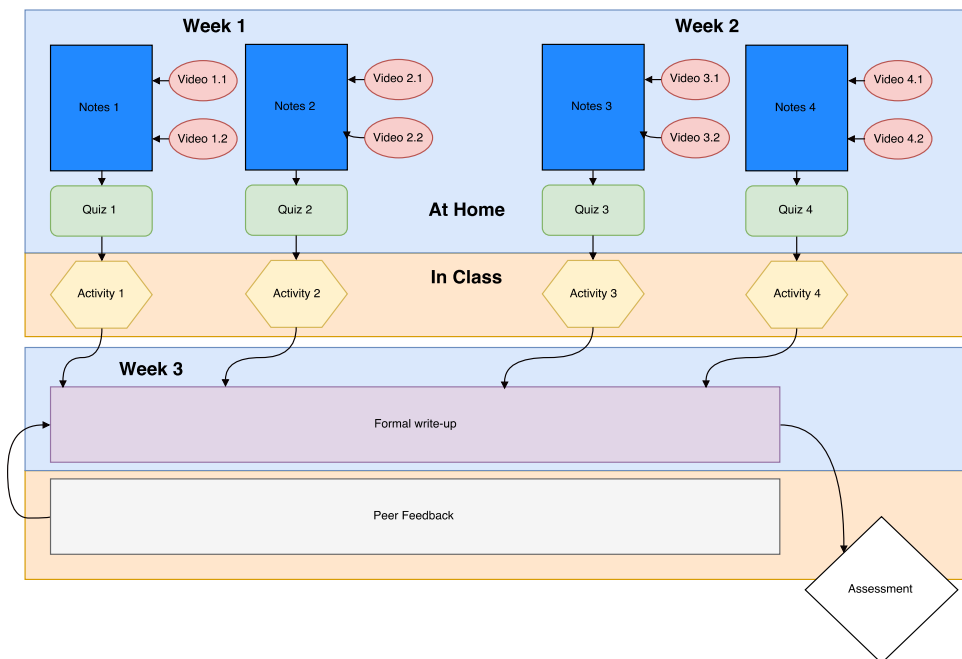 Week 1
Week 2
Notes 1
Video 1.1
Video 1.2
Notes 2
Video 2.1
Video 2.2
Notes 3
Video 3.1
Video 3.2
Notes 4
Video 4.1
Video 4.2
Quiz 1
Quiz 2
At Home
Quiz 3
Quiz 4
In Class
Activity 1
Activity 2
Activity 3
Activity 4
Week 3
Formal write-up
Peer Feedback
Assessment